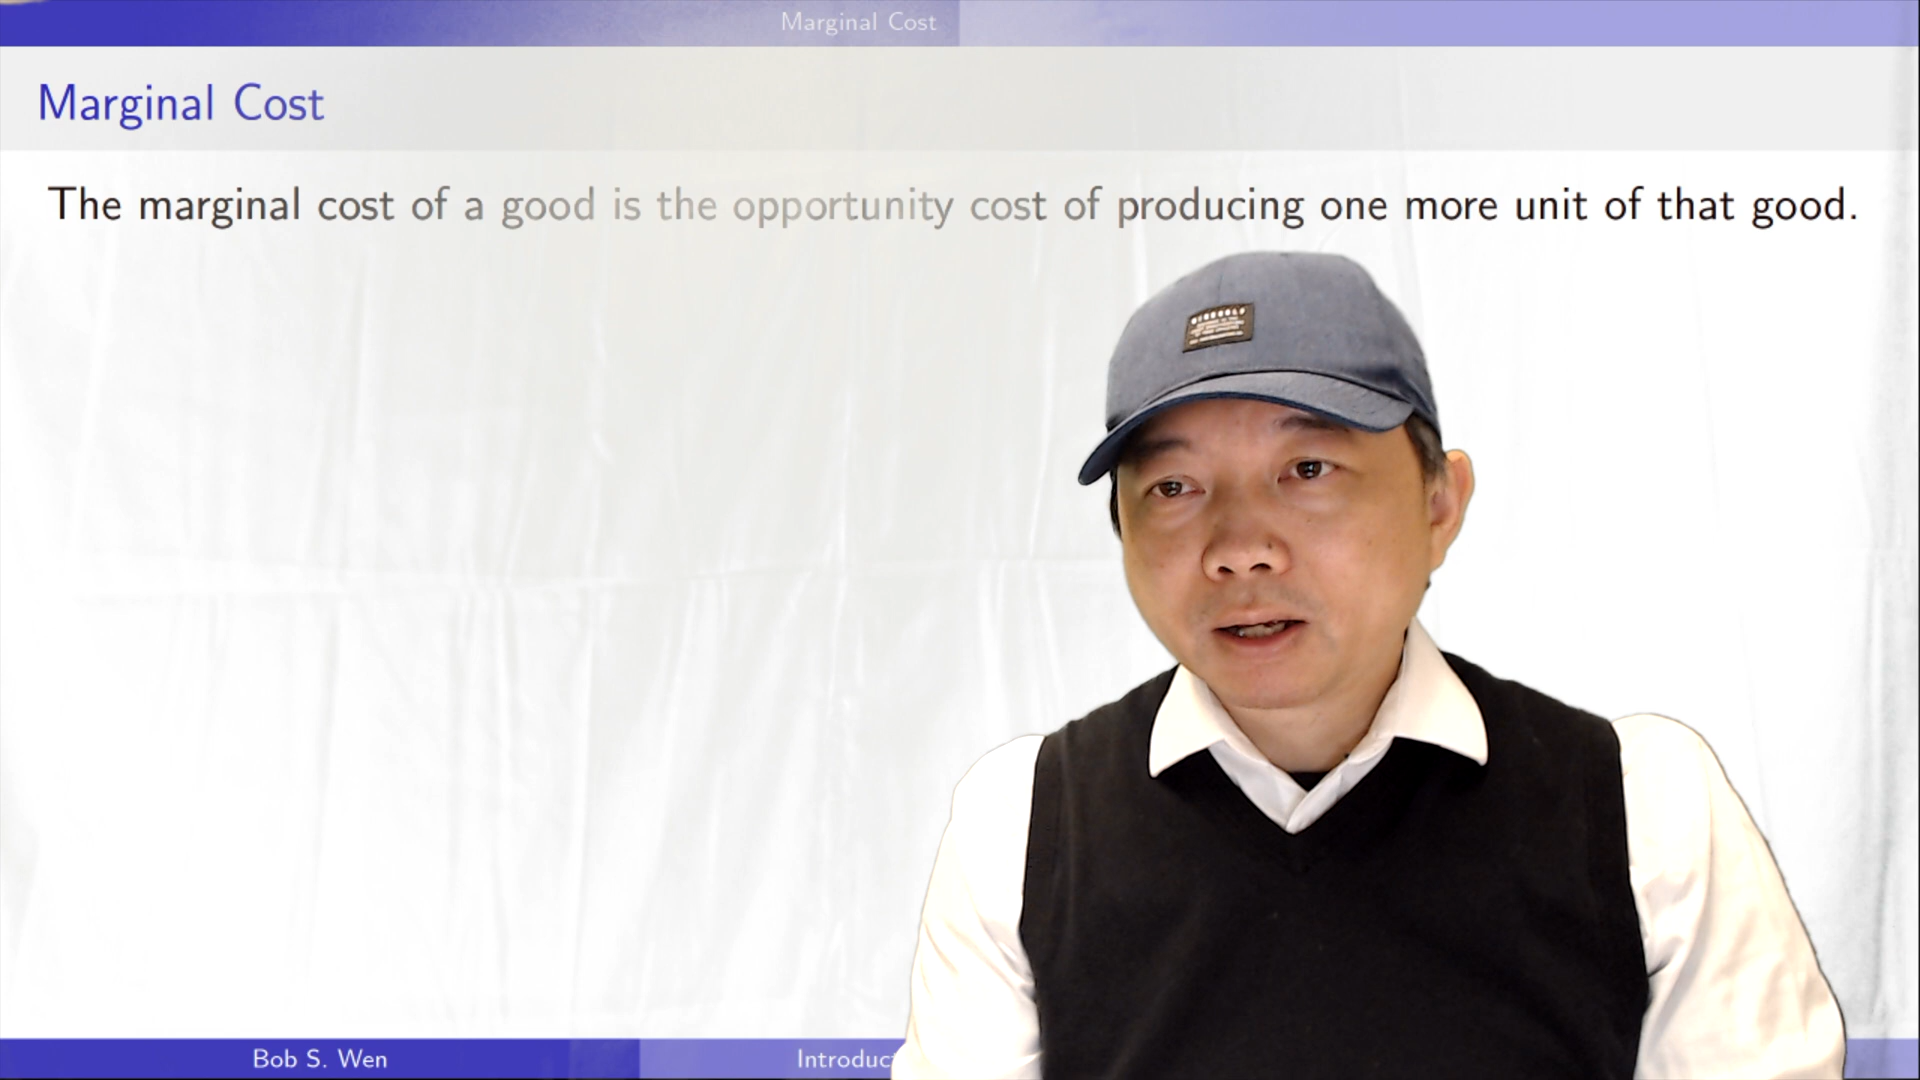 Marginal Cost
Marginal Cost
The marginal cost of a good is the opportunity cost of producing one more unit of that good.
Bob S. Wen
Introduc